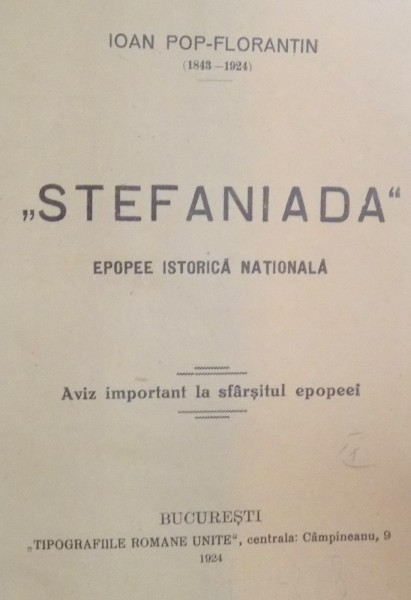 IOAN POP-FLORANTIN
(1843—1924)
„STEFANIADA“
EPOPEE ISTORICĂ NAȚIONALĂ
Aviz important la sfârșitul epopeei
BUCUREȘTI
„TIPOGRAFIILE ROMANE UNITE“, centrala: Câmpineanu, 9
1924